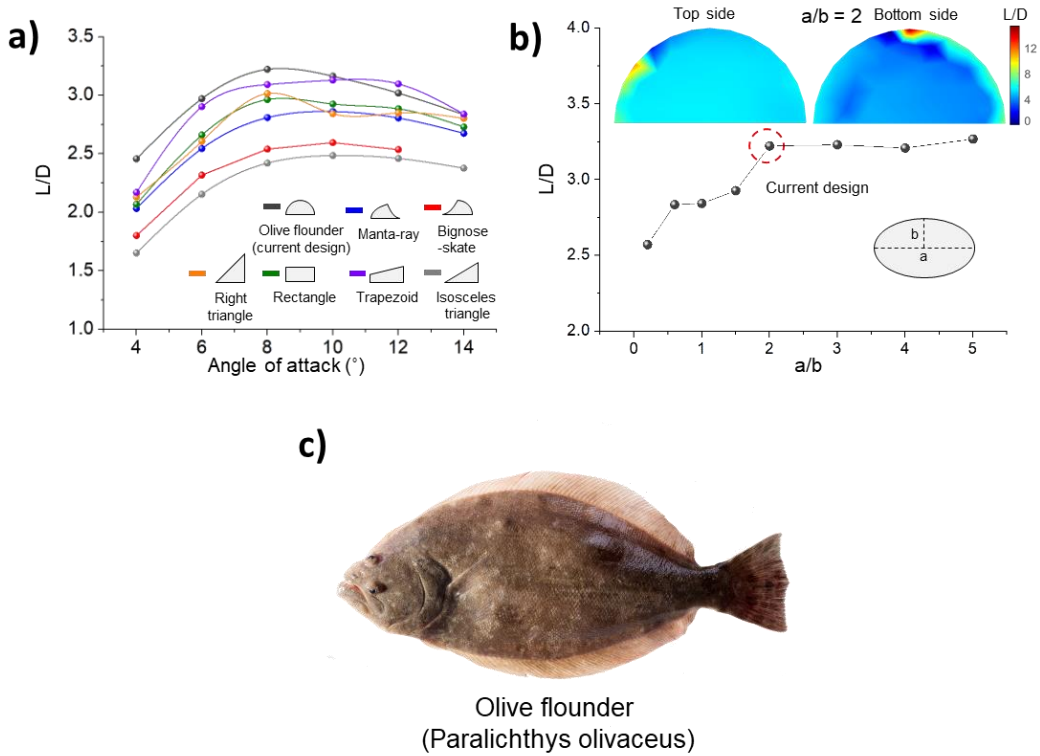 a)
3.5
3.0
2.5
2.0
1.5
1.0
L/D
4
6
8
10
12
14
Angle of attack (°)
Olive flounder
(current design)
Manta-ray
Bignose
-skate
Right
triangle
Rectangle
Trapezoid
Isosceles
triangle
b)
Top side
a/b = 2
Bottom side
L/D
12
8
4
0
4.0
3.75
3.5
3.0
2.5
2.0
L/D
Current design
b
a
0
1
2
3
4
5
a/b
c)
Olive flounder
(Paralichthys olivaceus)